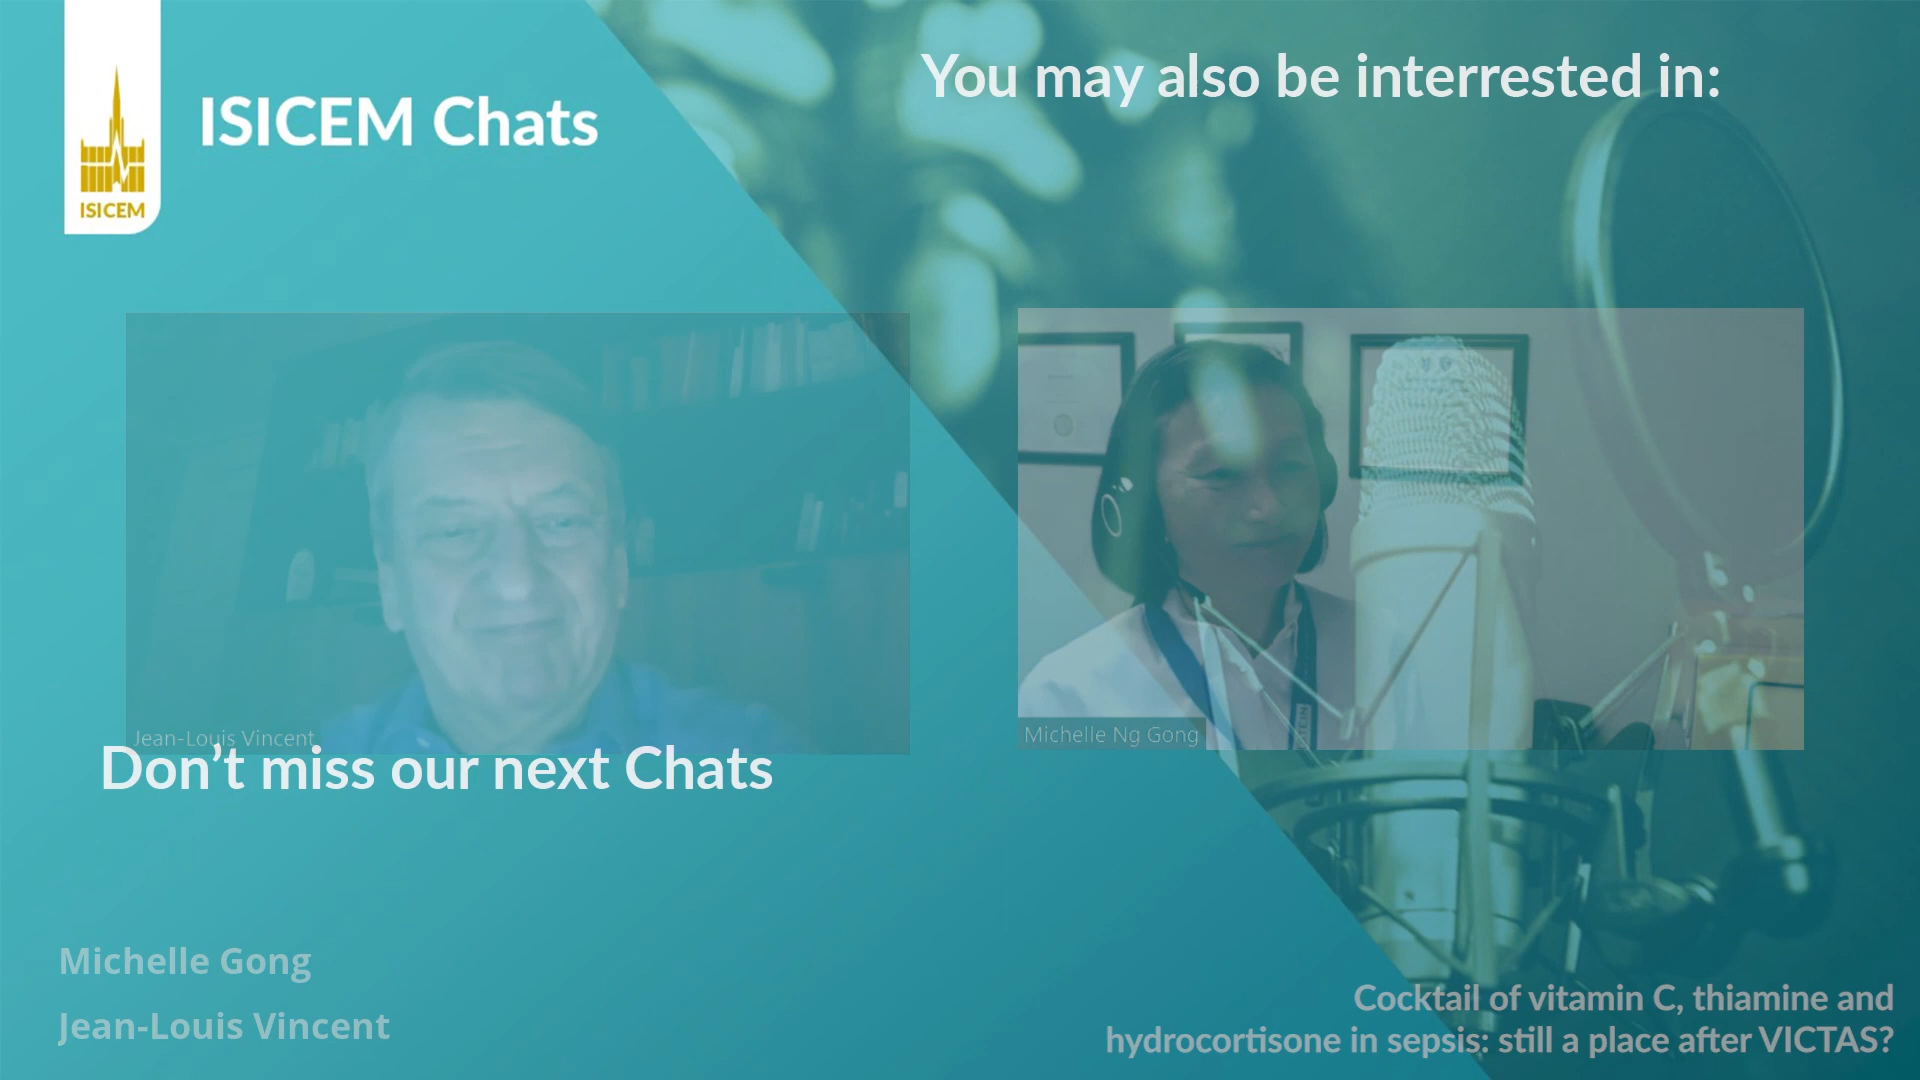 You may also be interrested in:
ISICEM Chats
ISICEM
Jean-Louis Vincent
Michelle Ng Gong
Don't miss our next Chats
Michelle Gong
Jean-Louis Vincent
Cocktail of vitamin C, thiamine and
hydrocortisone in sepsis: still a place after VICTAS?